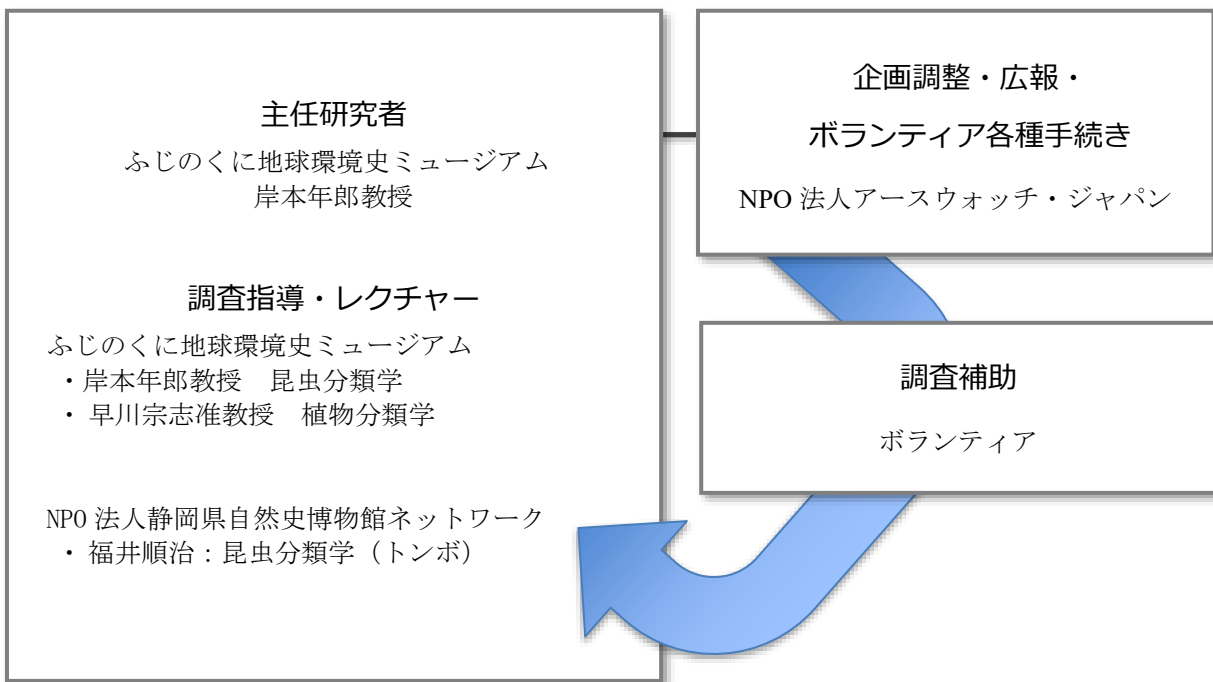 主任研究者
ふじのくに地球環境史ミュージアム
岸本年郎教授
調査指導・レクチャー
ふじのくに地球環境史ミュージアム
・岸本年郎教授　昆虫分類学
・ 早川宗志准教授　植物分類学
NPO 法人静岡県自然史博物館ネットワーク
・ 福井順治：昆虫分類学（トンボ）
企画調整・広報・
ボランティア各種手続き
NPO 法人アースウォッチ・ジャパン
調査補助
ボランティア